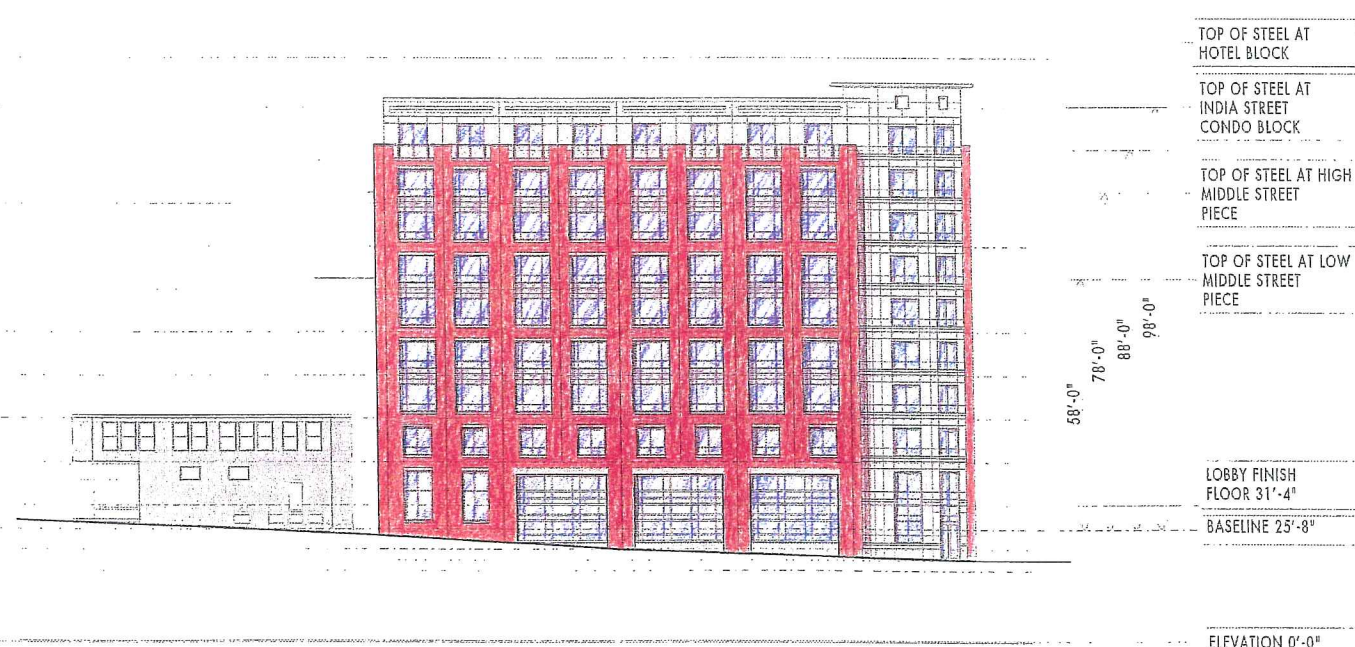 TOP OF STEEL AT
HOTEL BLOCK
TOP OF STEEL AT
INDIA STREET
CONDO BLOCK
TOP OF STEEL AT HIGH
MIDDLE STREET
PIECE
TOP OF STEEL AT LOW
MIDDLE STREET
PIECE
58'-0"
78'-0"
88'-0"
98'-0"
LOBBY FINISH
FLOOR 31'-4"
BASELINE 25'-8"
ELEVATION 0'-0"